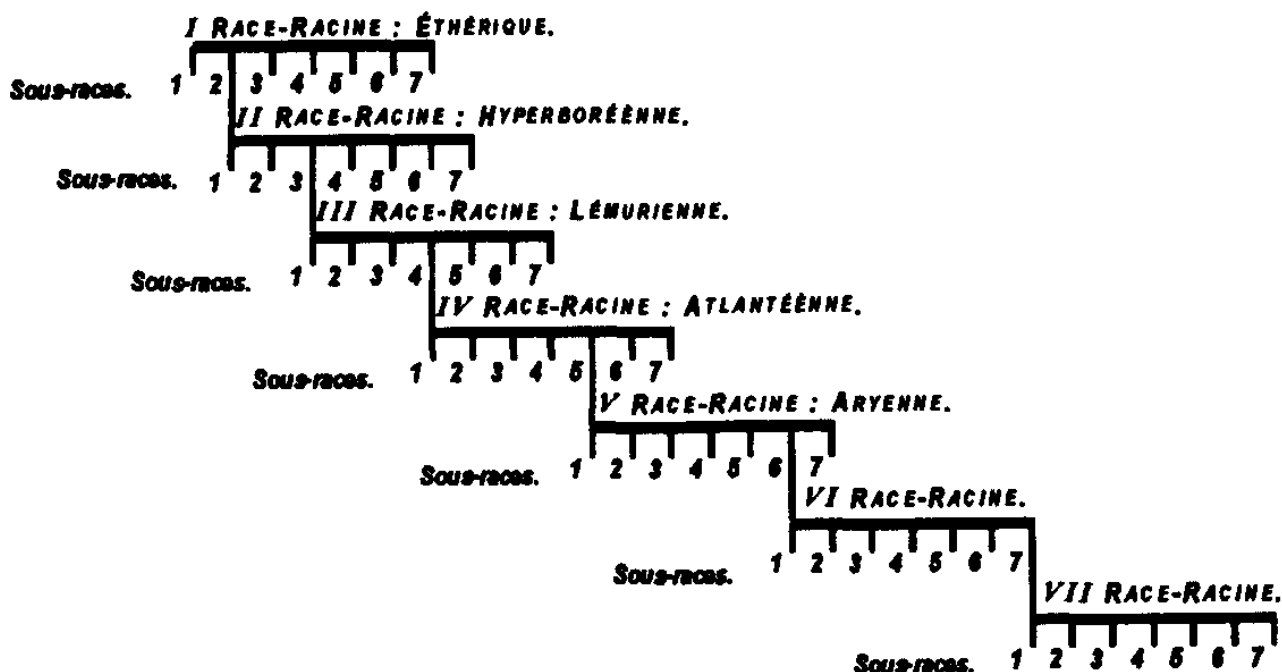 I RACE-RACINE : ÉTHÉRIQUE.
Sous-races. 1 2 3 4 5 6 7
II RACE-RACINE : HYPERBORÉÈNNE.
Sous-races. 1 2 3 4 5 6 7
III RACE-RACINE : LÉMURIENNE.
Sous-races. 1 2 3 4 5 6 7
IV RACE-RACINE : ATLANTÉÈNNE.
Sous-races. 1 2 3 4 5 6 7
V RACE-RACINE : ARYENNE.
Sous-races. 1 2 3 4 5 6 7
VI RACE-RACINE.
Sous-races. 1 2 3 4 5 6 7
VII RACE-RACINE.
Sous-races. 1 2 3 4 5 6 7